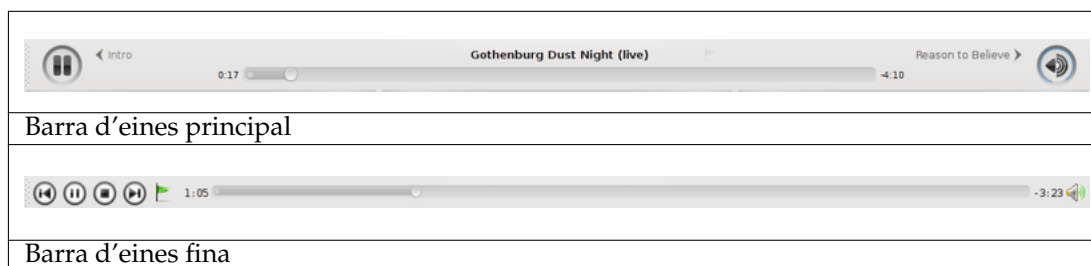 Intro Gothenburg Dust Night (live) Reason to Believe
0:17 -4:10
Barra d'eines principal
1:05 -3:23
Barra d'eines fina